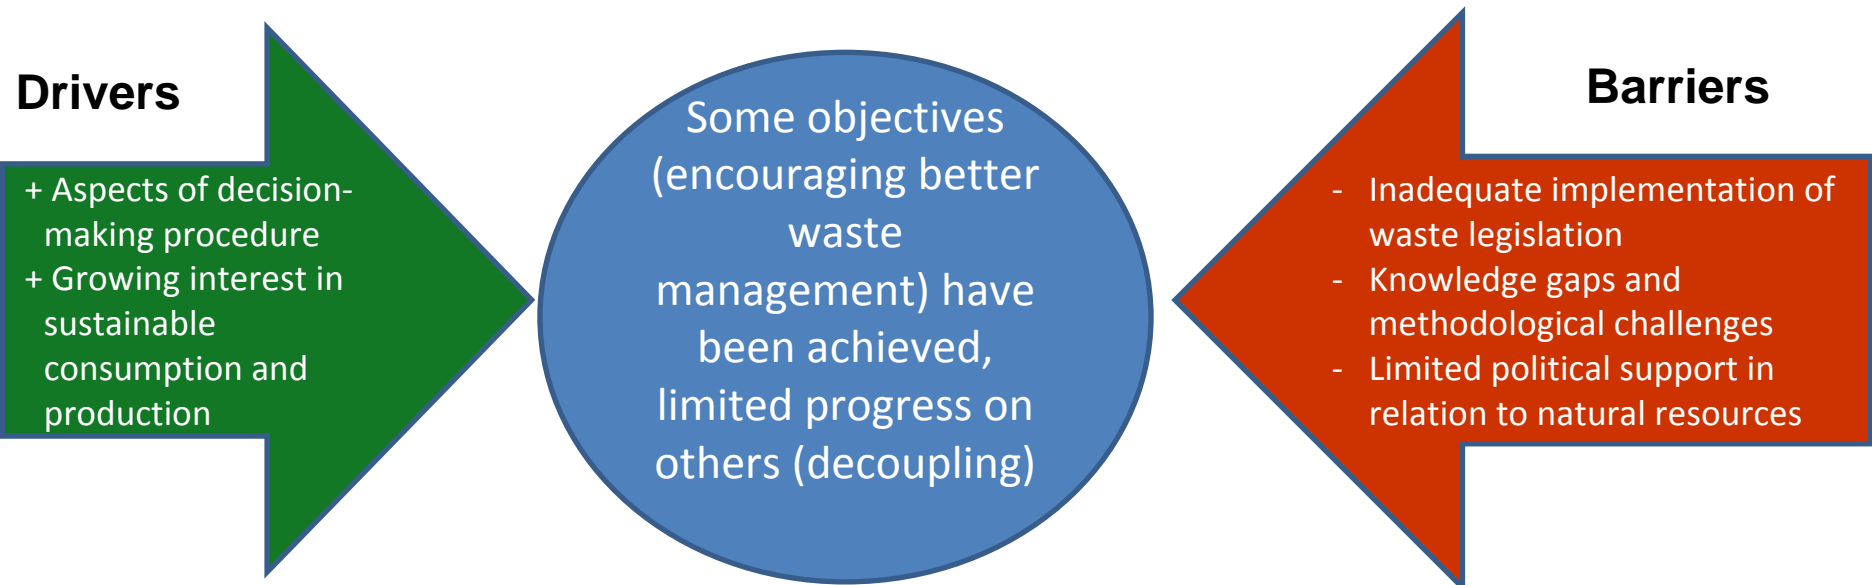 Drivers
+ Aspects of decision-
making procedure
+ Growing interest in
sustainable
consumption and
production
Some objectives
(encouraging better
waste
management) have
been achieved,
limited progress on
others (decoupling)
Barriers
- Inadequate implementation of
waste legislation
- Knowledge gaps and
methodological challenges
- Limited political support in
relation to natural resources